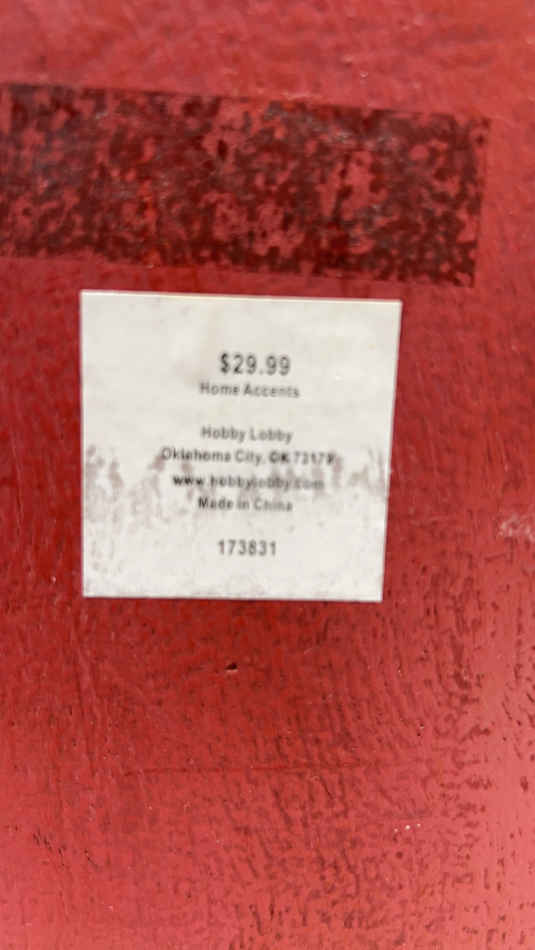 $29.99
Home Accents
Hobby Lobby
Oklahoma City, OK 73179
www.hobbylobby.com
Made in China
173831